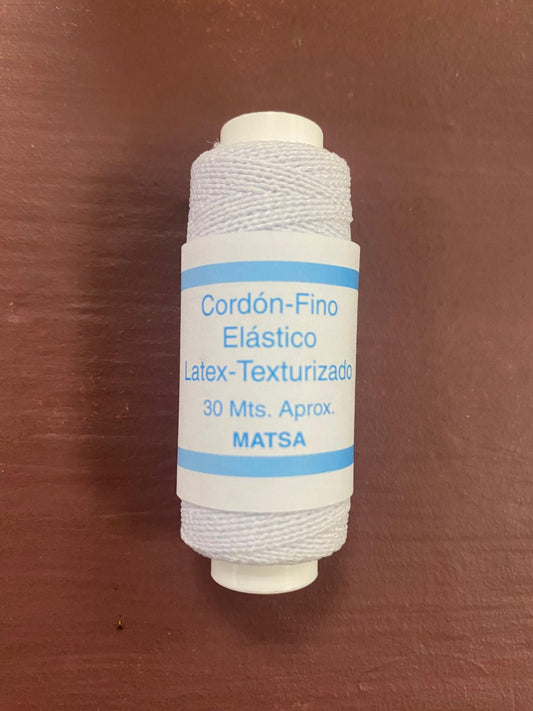 Cordón-Fino
Elástico
Latex-Texturizado
30 Mts. Aprox.
MATSA